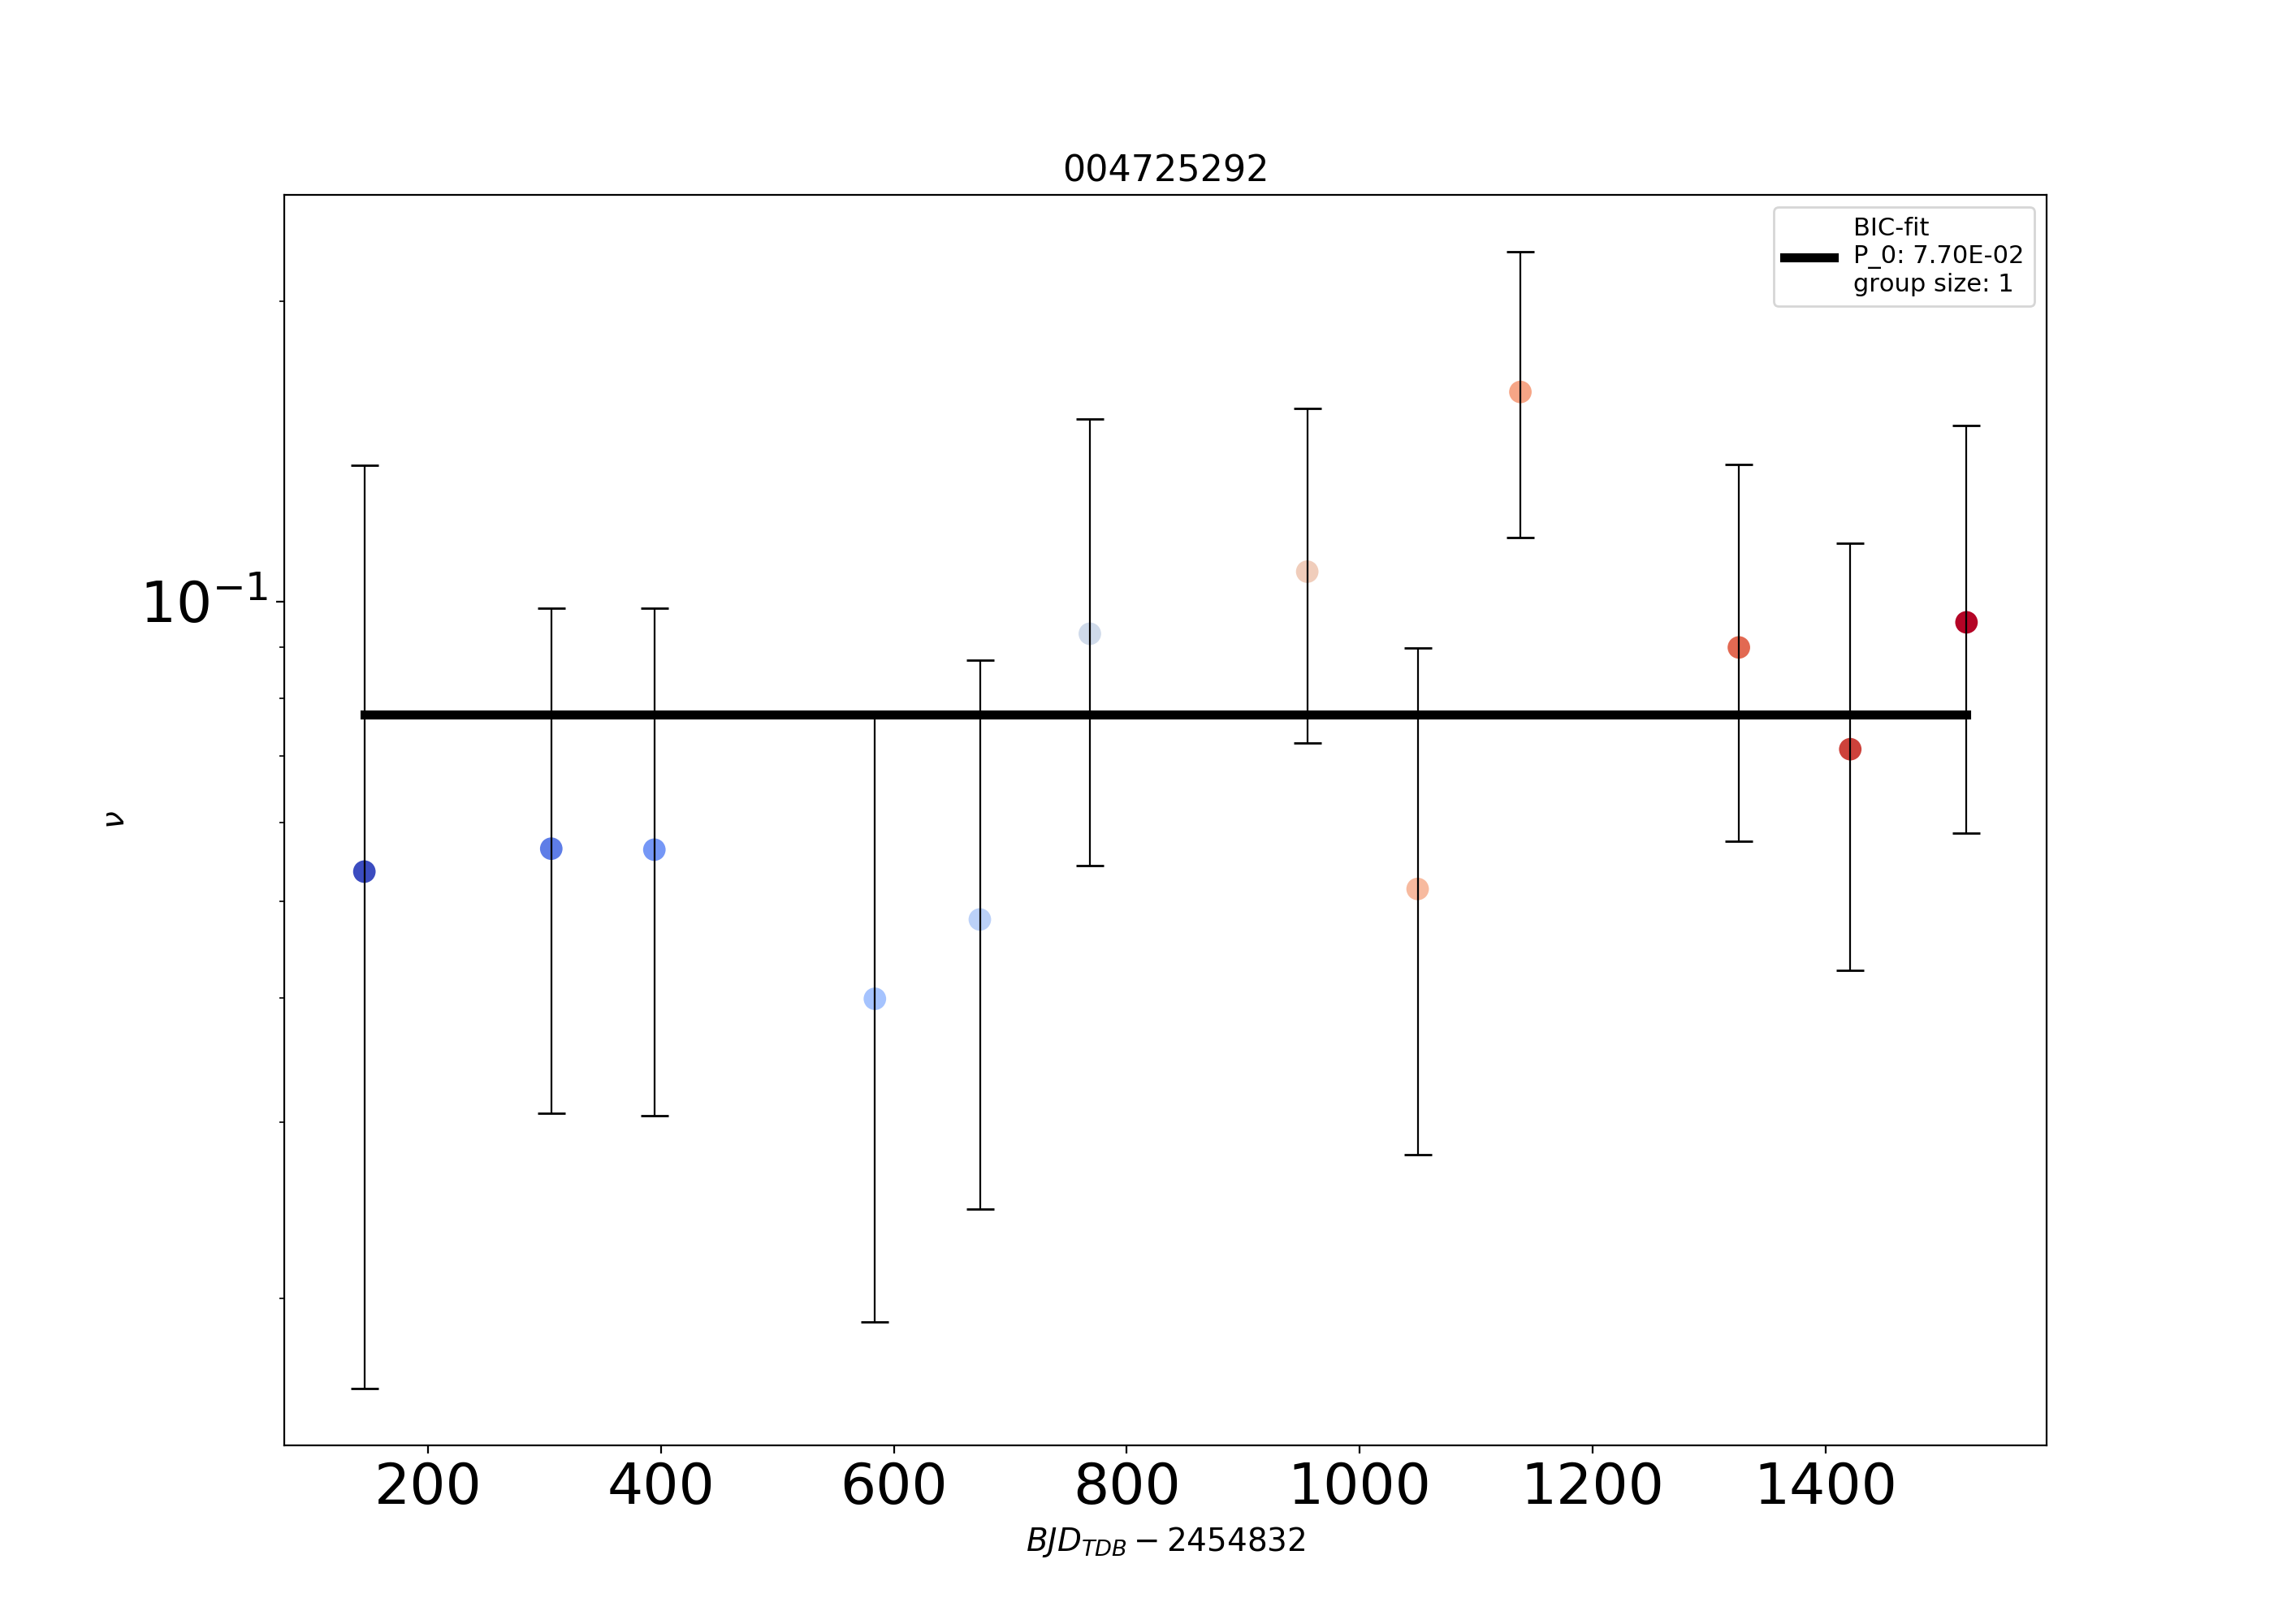 004725292
BIC-fit
P_0: 7.70E-02
group size: 1
10⁻¹
ν
200 400 600 800 1000 1200 1400
BJD_TDB − 2454832